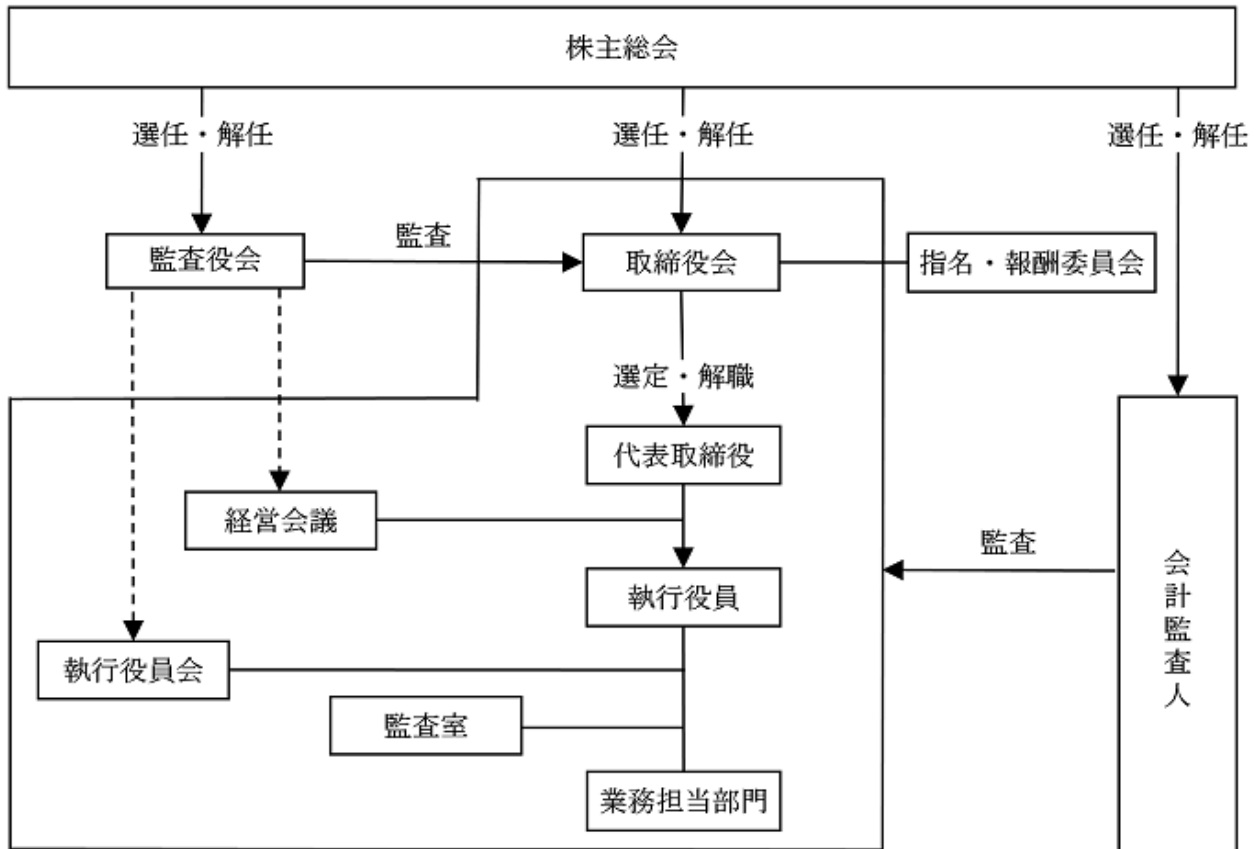 株主総会
選任・解任
選任・解任
選任・解任
監査役会
監査
取締役会
指名・報酬委員会
選定・解職
代表取締役
経営会議
監査
執行役員
会計監査人
執行役員会
監査室
業務担当部門